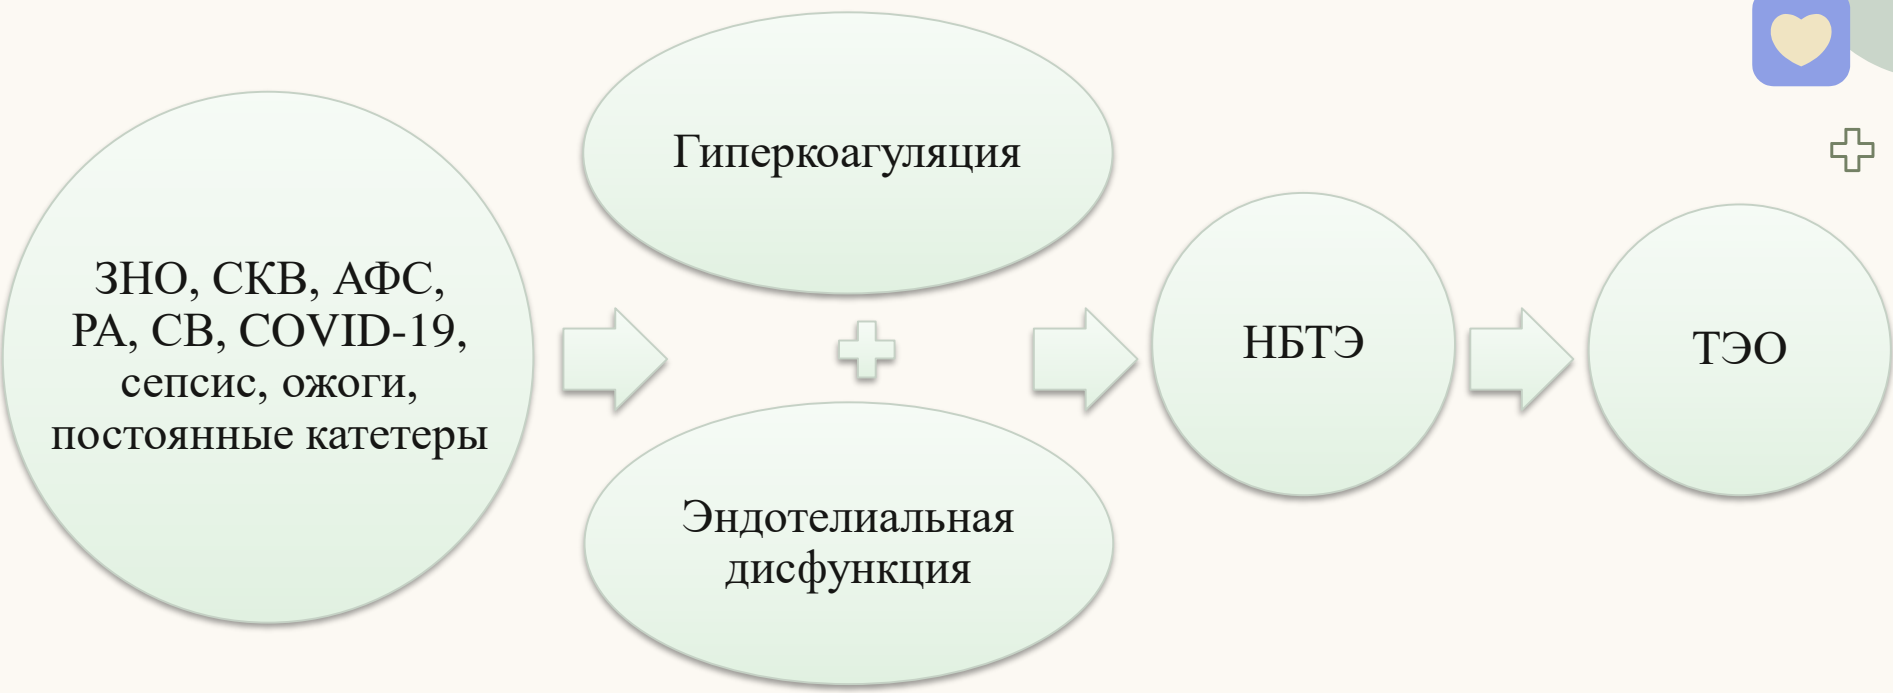 ЗНО, СКВ, АФС,
РА, СВ, COVID-19,
сепсис, ожоги,
постоянные катетеры
Гиперкоагуляция
Эндотелиальная
дисфункция
НБТЭ
ТЭО